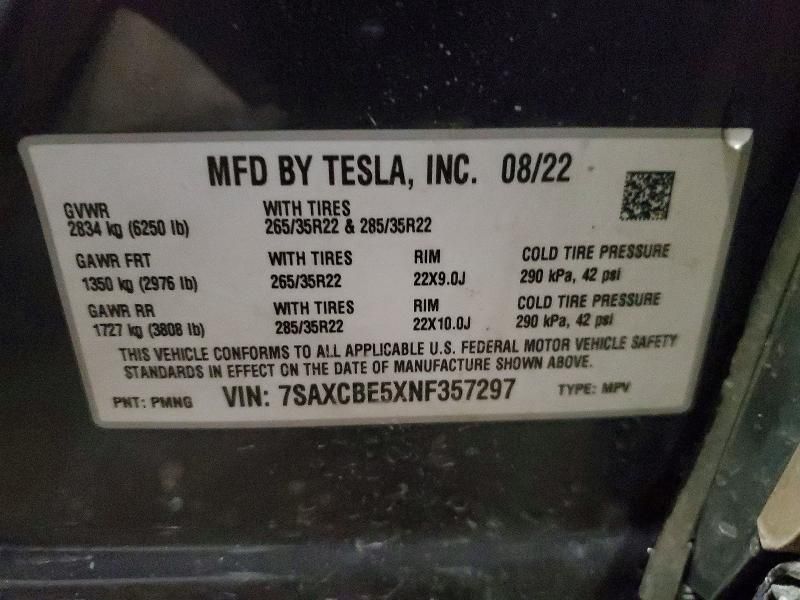 MFD BY TESLA, INC. 08/22
GVWR WITH TIRES
2834 kg (6250 lb) 265/35R22 & 285/35R22
GAWR FRT WITH TIRES RIM COLD TIRE PRESSURE
1350 kg (2976 lb) 265/35R22 22X9.0J 290 kPa, 42 psi
GAWR RR WITH TIRES RIM COLD TIRE PRESSURE
1727 kg (3808 lb) 285/35R22 22X10.0J 290 kPa, 42 psi
THIS VEHICLE CONFORMS TO ALL APPLICABLE U.S. FEDERAL MOTOR VEHICLE SAFETY
STANDARDS IN EFFECT ON THE DATE OF MANUFACTURE SHOWN ABOVE.
PNT: PMNG VIN: 7SAXCBE5XNF357297 TYPE: MPV